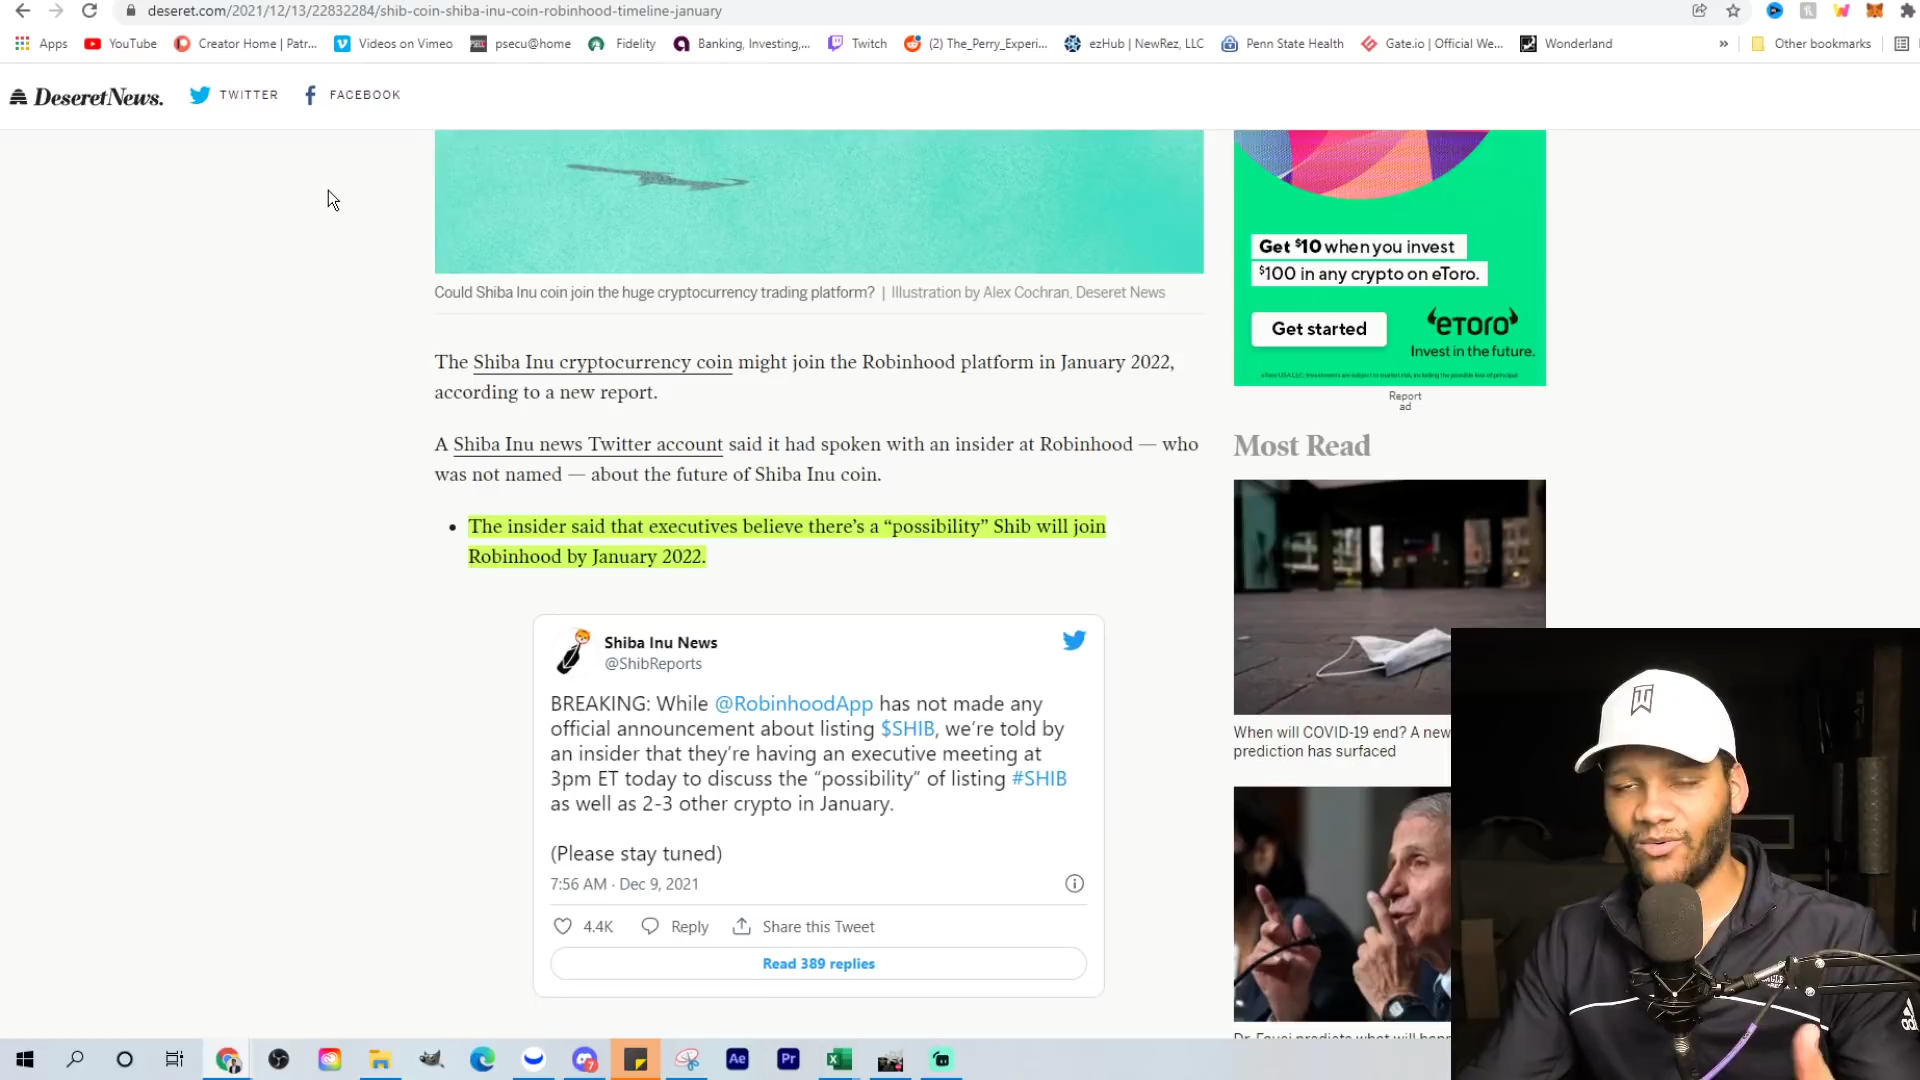 deseret.com/2021/12/13/22832284/shib-coin-shiba-inu-coin-robinhood-timeline-january
Apps
YouTube
Creator Home | Patr...
Videos on Vimeo
psecu@home
Fidelity
Banking, Investing,...
Twitch
(2) The_Perry_Experi...
ezHub | NewRez, LLC
Penn State Health
Gate.io | Official We...
Wonderland
»
Other bookmarks
Deseret News.
TWITTER
FACEBOOK
Could Shiba Inu coin join the huge cryptocurrency trading platform? | Illustration by Alex Cochran, Deseret News
The Shiba Inu cryptocurrency coin might join the Robinhood platform in January 2022,
according to a new report.
A Shiba Inu news Twitter account said it had spoken with an insider at Robinhood — who
was not named — about the future of Shiba Inu coin.
• The insider said that executives believe there's a “possibility” Shib will join
Robinhood by January 2022.
Shiba Inu News
@ShibReports
BREAKING: While @RobinhoodApp has not made any
official announcement about listing $SHIB, we're told by
an insider that they're having an executive meeting at
3pm ET today to discuss the “possibility” of listing #SHIB
as well as 2-3 other crypto in January.
(Please stay tuned)
7:56 AM · Dec 9, 2021
4.4K
Reply
Share this Tweet
Read 389 replies
Get $10 when you invest
$100 in any crypto on eToro.
Get started
eToro
Invest in the future.
Report
ad
Most Read
When will COVID-19 end? A new
prediction has surfaced
Ae
Pr